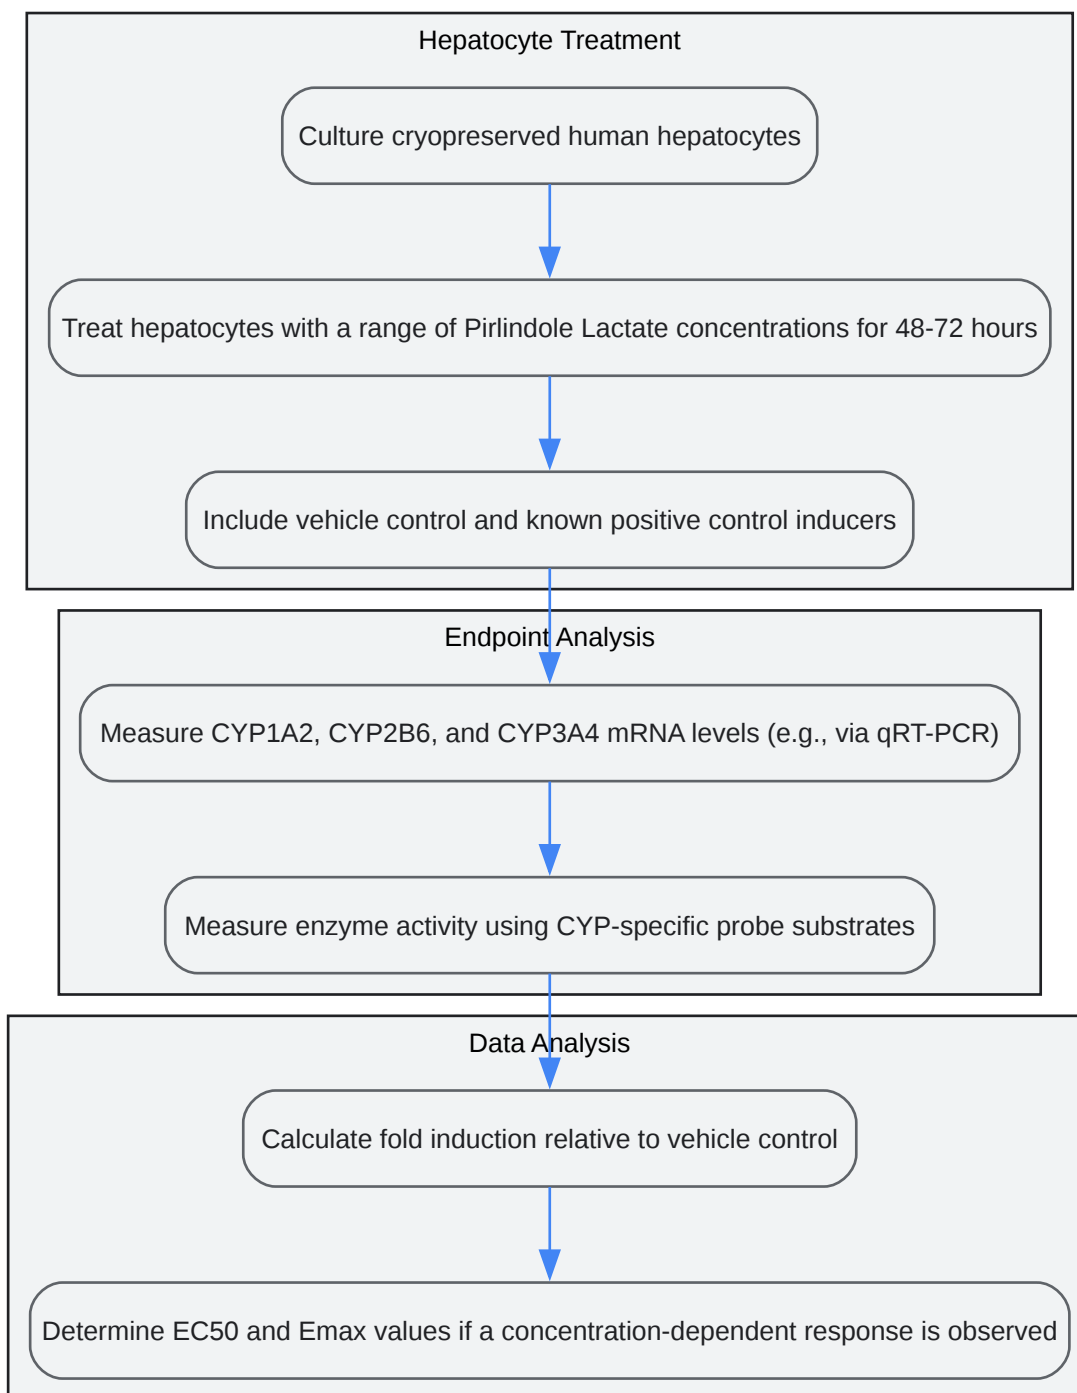 Hepatocyte Treatment
Culture cryopreserved human hepatocytes
Treat hepatocytes with a range of Pirlindole Lactate concentrations for 48-72 hours
Include vehicle control and known positive control inducers
Endpoint Analysis
Measure CYP1A2, CYP2B6, and CYP3A4 mRNA levels (e.g., via qRT-PCR)
Measure enzyme activity using CYP-specific probe substrates
Data Analysis
Calculate fold induction relative to vehicle control
Determine EC50 and Emax values if a concentration-dependent response is observed